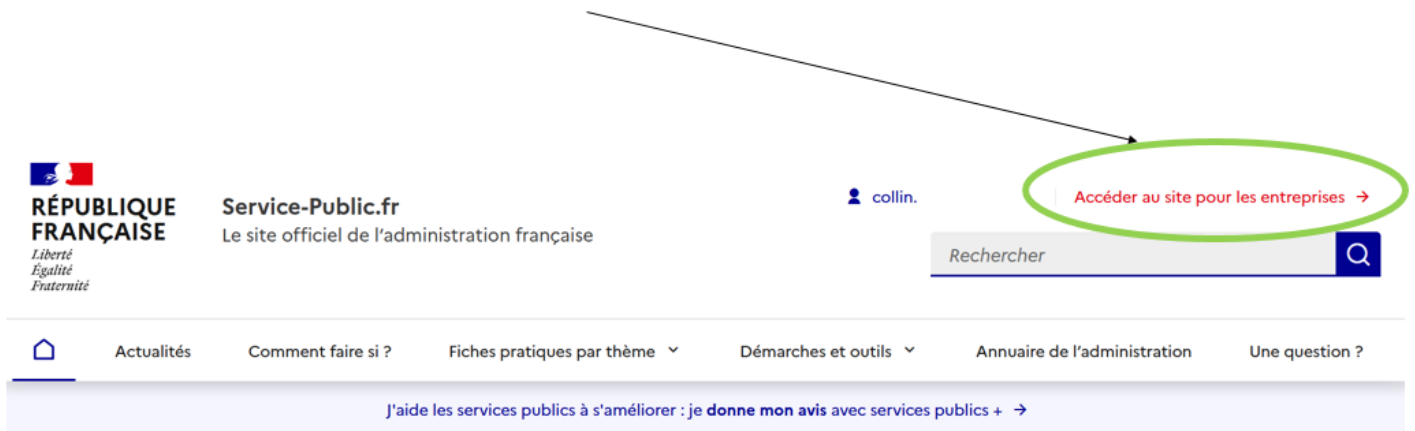 RÉPUBLIQUE
FRANÇAISE
Liberté
Égalité
Fraternité
Service-Public.fr
Le site officiel de l'administration française
collin.
Accéder au site pour les entreprises →
Rechercher
Actualités Comment faire si ? Fiches pratiques par thème Démarches et outils Annuaire de l'administration Une question ?
J'aide les services publics à s'améliorer : je donne mon avis avec services publics + →